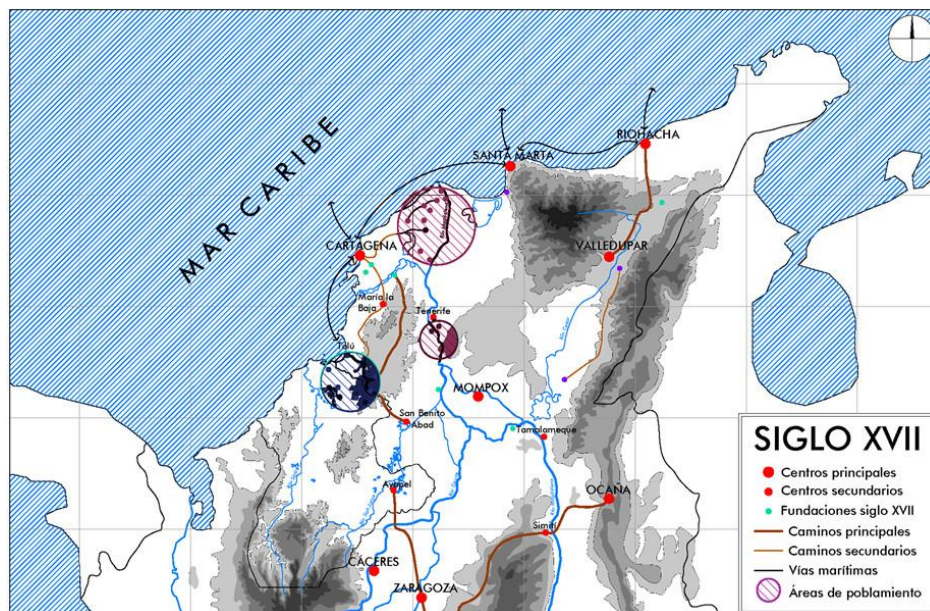 MAR CARIBE
RIOHACHA
SANTA MARTA
CARTAGENA
VALLEDUPAR
María la
Baja
Tenerife
Tolú
MOMPOX
San Benito
Abad
Tamalameque
Ayapel
OCAÑA
Simití
CÁCERES
ZARAGOZA
SIGLO XVII
Centros principales
Centros secundarios
Fundaciones siglo XVII
Caminos principales
Caminos secundarios
Vías marítimas
Áreas de poblamiento